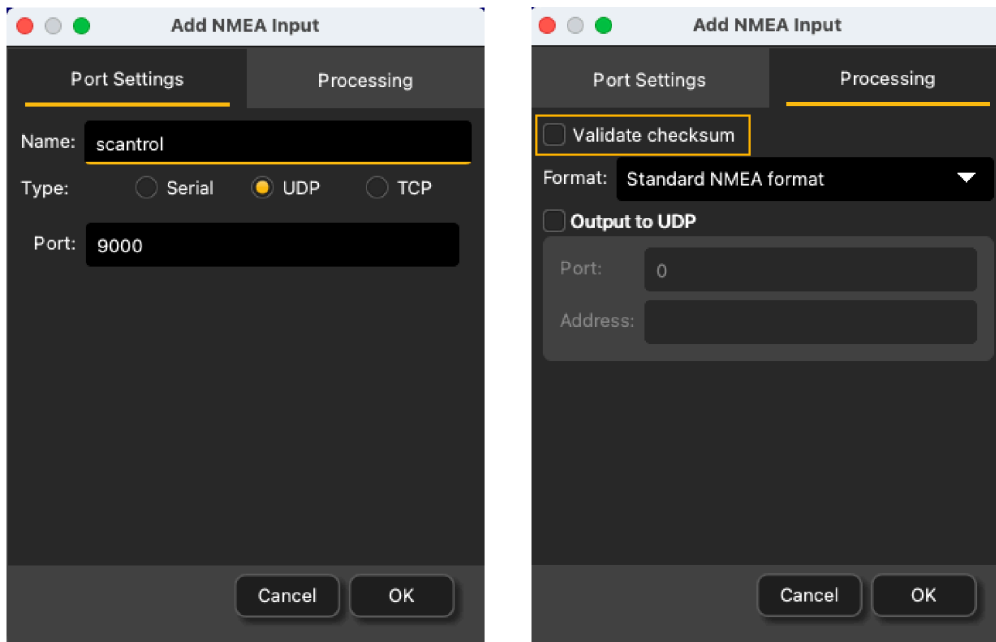 Add NMEA Input
Port Settings Processing
Name: scantrol
Type: Serial UDP TCP
Port: 9000
Cancel OK
Add NMEA Input
Port Settings Processing
Validate checksum
Format: Standard NMEA format
Output to UDP
Port: 0
Address:
Cancel OK